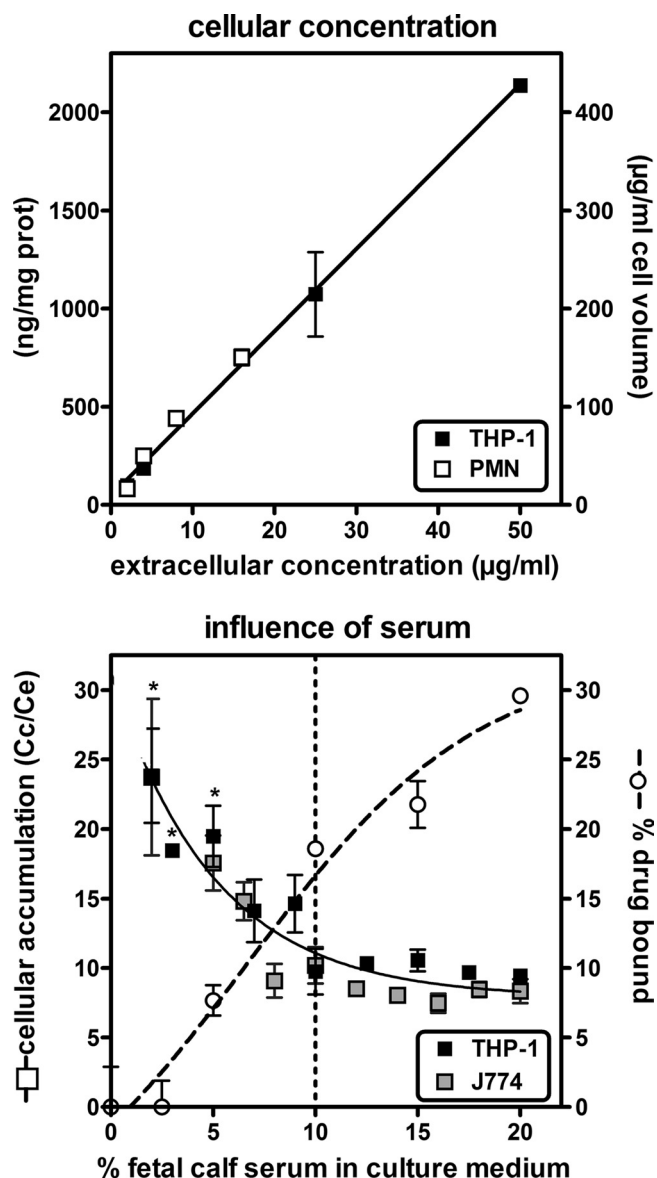 cellular concentration
2000
1500
1000
500
0
(ng/mg prot)
400
300
200
100
0
(µg/ml cell volume)
THP-1
PMN
0 10 20 30 40 50
extracellular concentration (µg/ml)
influence of serum
30
25
20
15
10
5
0
cellular accumulation (Cc/Ce)
*
*
*
30
25
20
15
10
5
0
% drug bound
THP-1
J774
0 5 10 15 20
% fetal calf serum in culture medium